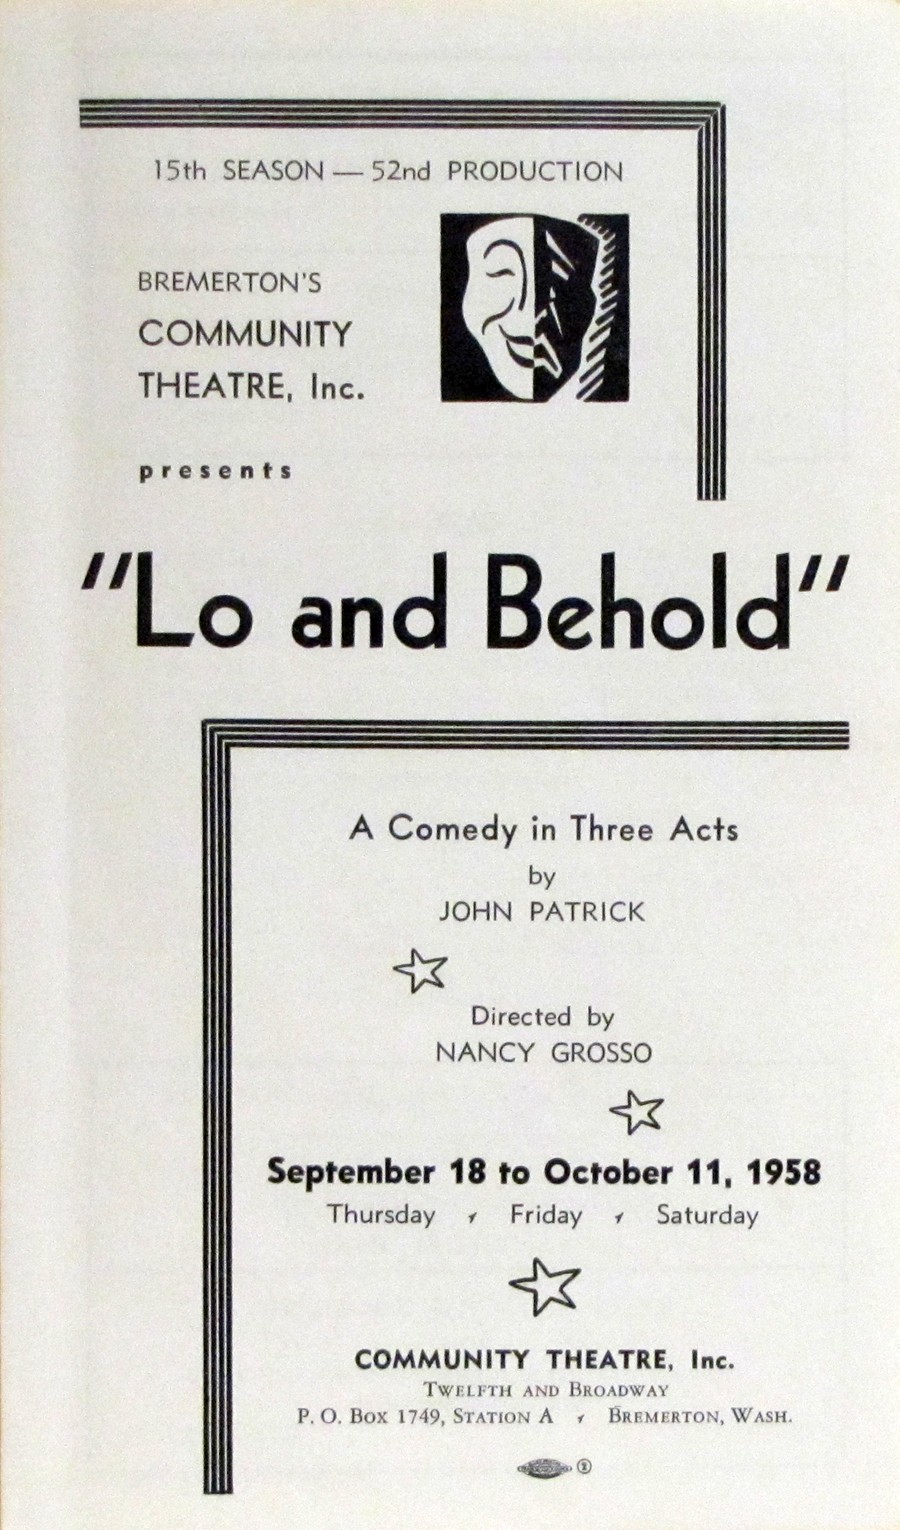 15th SEASON — 52nd PRODUCTION
BREMERTON'S
COMMUNITY
THEATRE, Inc.
presents
"Lo and Behold"
A Comedy in Three Acts
by
JOHN PATRICK
Directed by
NANCY GROSSO
September 18 to October 11, 1958
Thursday - Friday - Saturday
COMMUNITY THEATRE, Inc.
TWELFTH AND BROADWAY
P. O. BOX 1749, STATION A - BREMERTON, WASH.